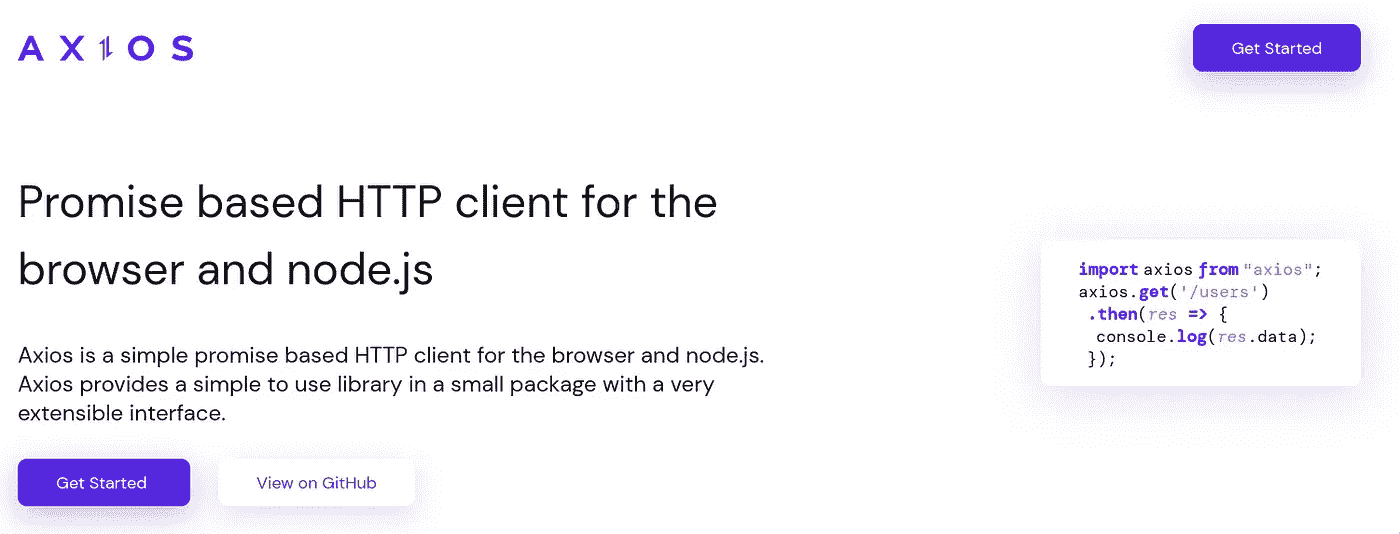 AXIOS
Get Started
Promise based HTTP client for the
browser and node.js
Axios is a simple promise based HTTP client for the browser and node.js.
Axios provides a simple to use library in a small package with a very
extensible interface.
Get Started
View on GitHub
import axios from "axios";
axios.get('/users')
.then(res => {
console.log(res.data);
});